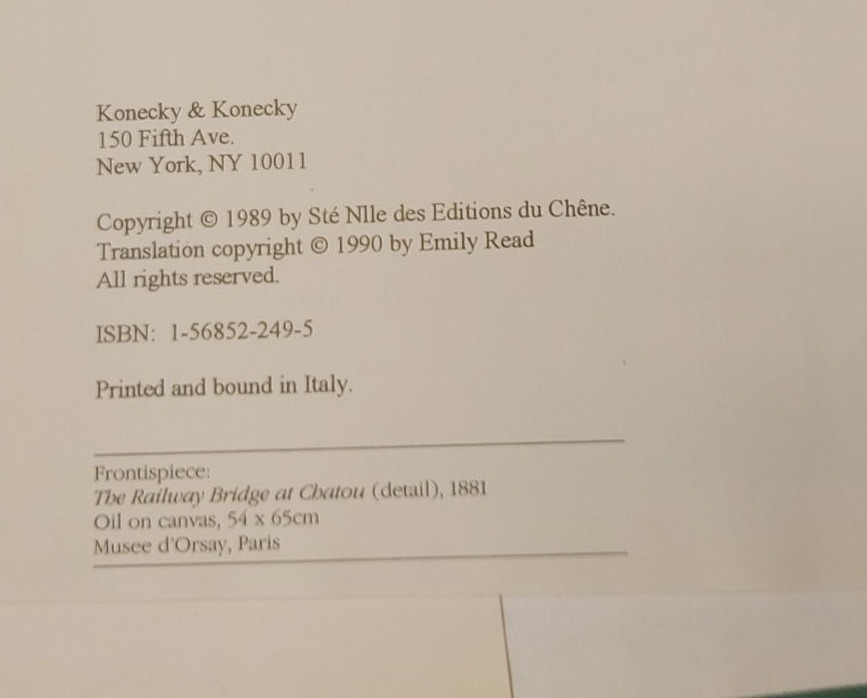 Konecky & Konecky
150 Fifth Ave.
New York, NY 10011
Copyright © 1989 by Sté Nlle des Editions du Chêne.
Translation copyright © 1990 by Emily Read
All rights reserved.
ISBN: 1-56852-249-5
Printed and bound in Italy.
Frontispiece:
The Railway Bridge at Chatou (detail), 1881
Oil on canvas, 54 x 65cm
Musee d'Orsay, Paris